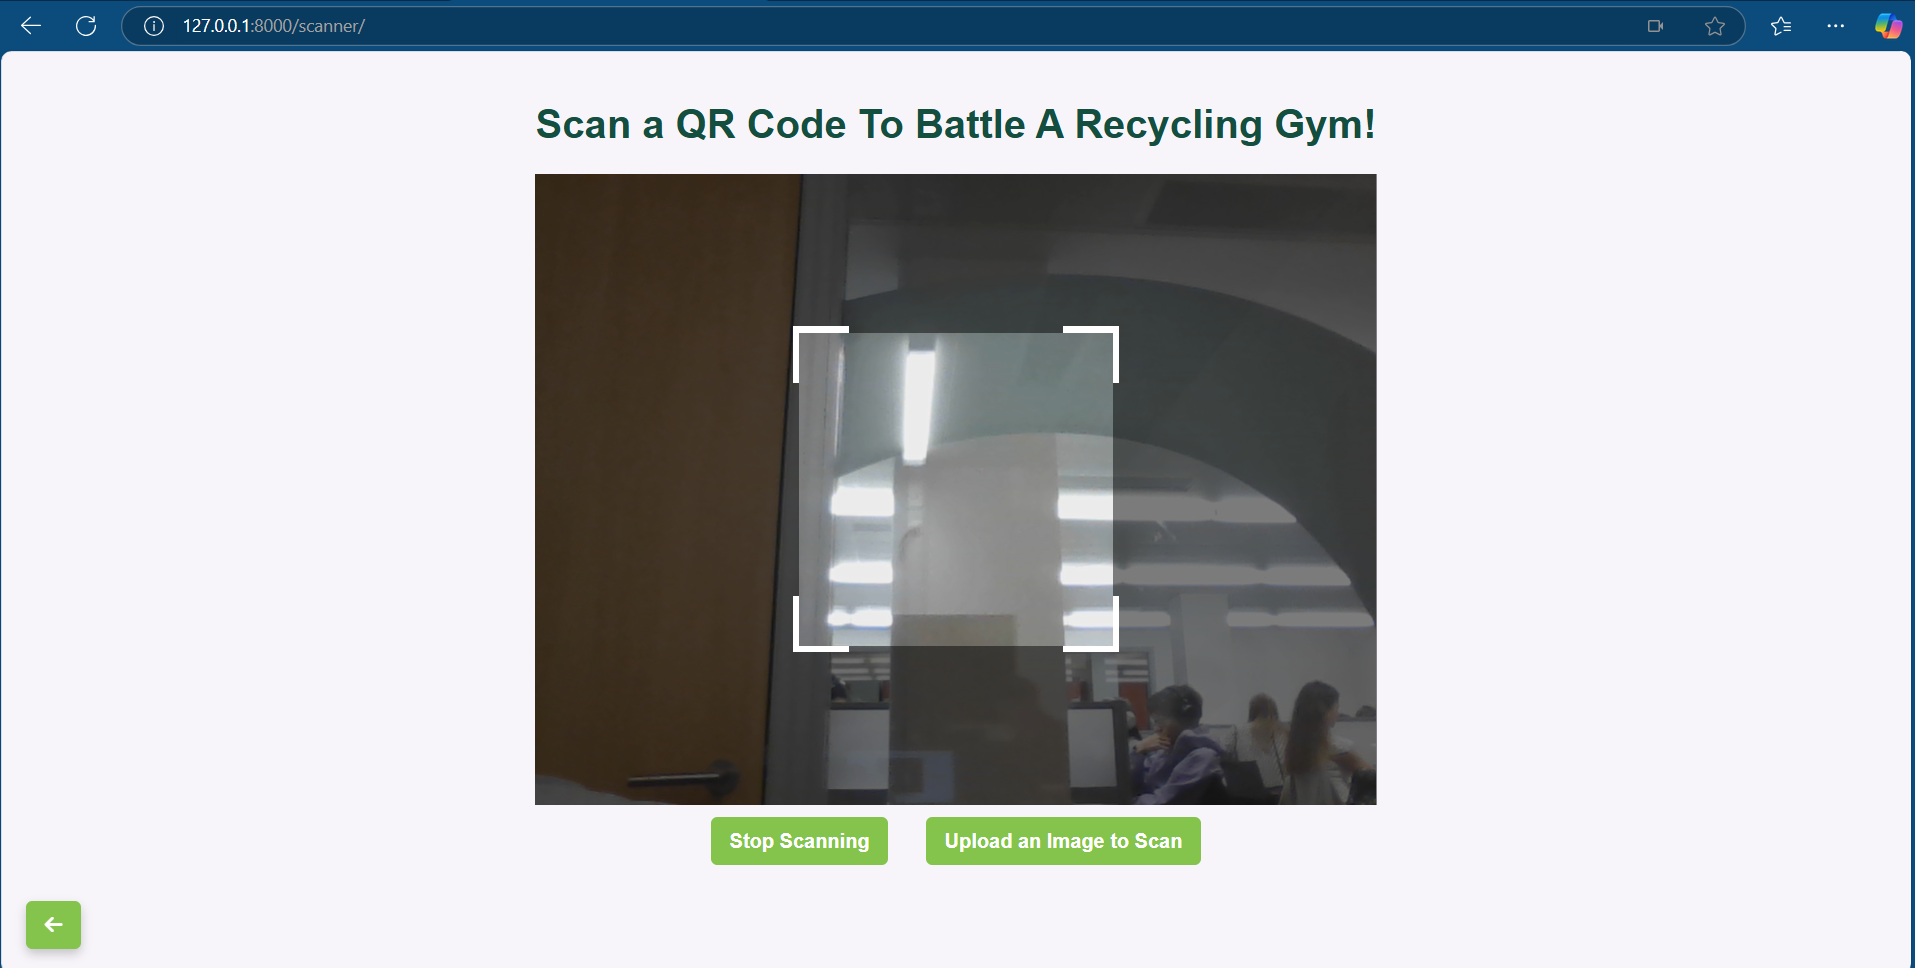 127.0.0.1:8000/scanner/
Scan a QR Code To Battle A Recycling Gym!
Stop Scanning
Upload an Image to Scan